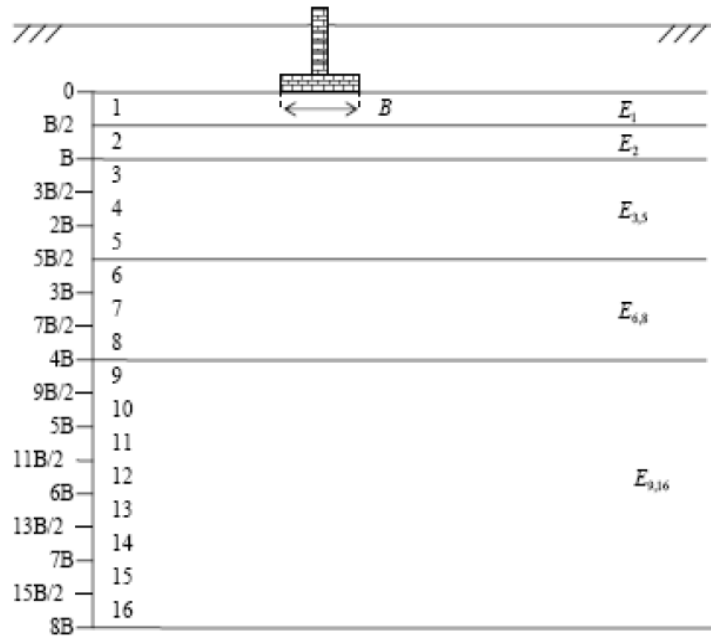 0
1 B E₁
B/2
2 E₂
B
3
3B/2
4 E₃,₅
2B
5
5B/2
6
3B
7 E₆,₈
7B/2
8
4B
9
9B/2
10
5B
11
11B/2
12 E₉,₁₆
6B
13
13B/2
14
7B
15
15B/2
16
8B